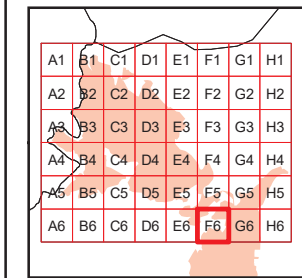 A1 B1 C1 D1 E1 F1 G1 H1
A2 B2 C2 D2 E2 F2 G2 H2
A3 B3 C3 D3 E3 F3 G3 H3
A4 B4 C4 D4 E4 F4 G4 H4
A5 B5 C5 D5 E5 F5 G5 H5
A6 B6 C6 D6 E6 F6 G6 H6